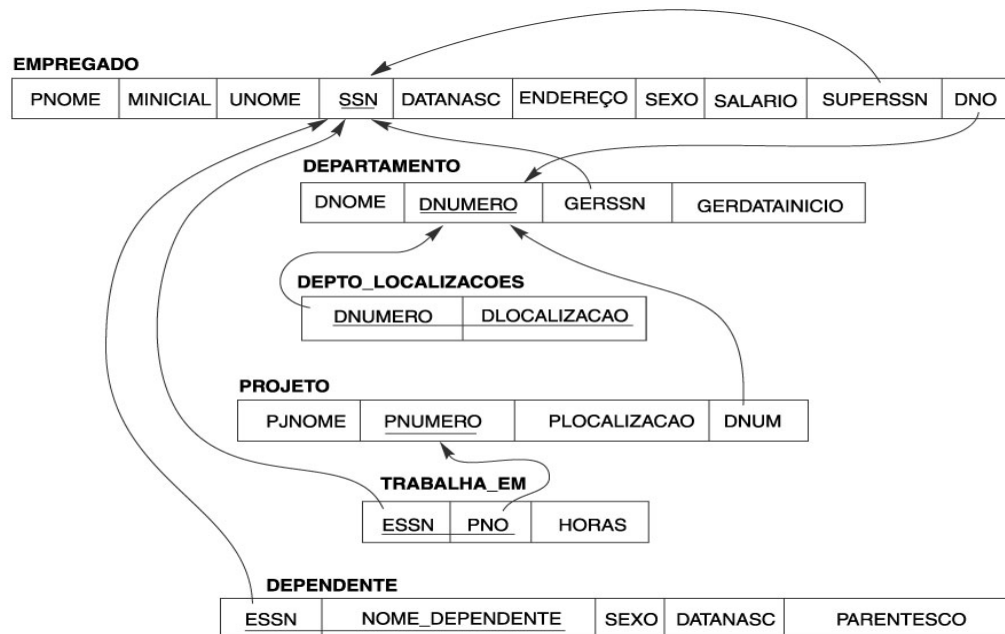 EMPREGADO
PNOME MINICIAL UNOME SSN DATANASC ENDEREÇO SEXO SALARIO SUPERSSN DNO
DEPARTAMENTO
DNOME DNUMERO GERSSN GERDATAINICIO
DEPTO_LOCALIZACOES
DNUMERO DLOCALIZACAO
PROJETO
PJNOME PNUMERO PLOCALIZACAO DNUM
TRABALHA_EM
ESSN PNO HORAS
DEPENDENTE
ESSN NOME_DEPENDENTE SEXO DATANASC PARENTESCO